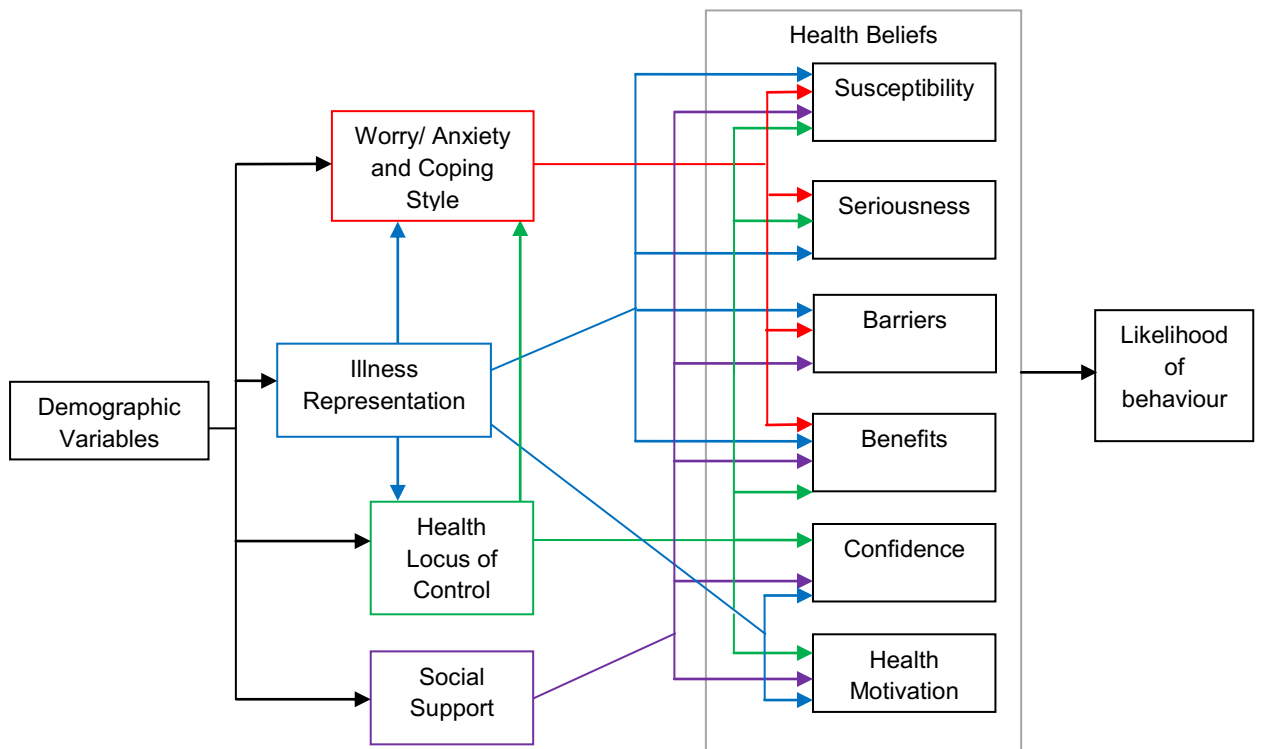 Health Beliefs
Susceptibility
Worry/ Anxiety
and Coping
Style
Seriousness
Barriers
Likelihood
of
behaviour
Illness
Representation
Demographic
Variables
Benefits
Health
Locus of
Control
Confidence
Social
Support
Health
Motivation